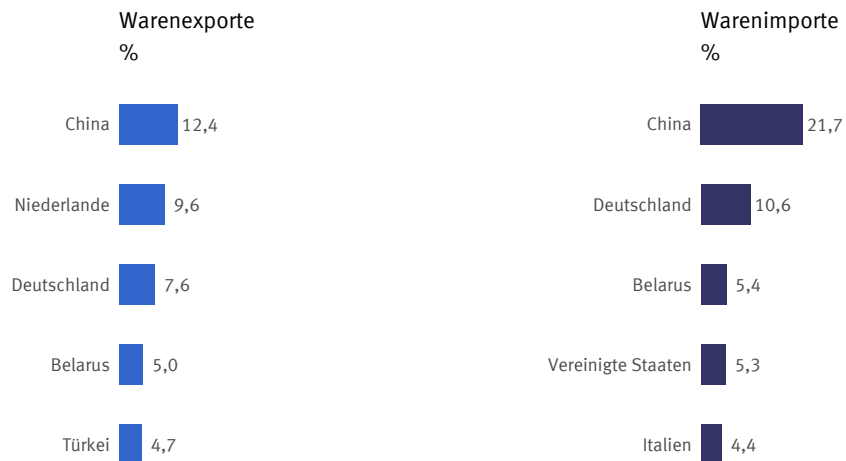 Warenexporte
%
China 12,4
Niederlande 9,6
Deutschland 7,6
Belarus 5,0
Türkei 4,7
Warenimporte
%
China 21,7
Deutschland 10,6
Belarus 5,4
Vereinigte Staaten 5,3
Italien 4,4